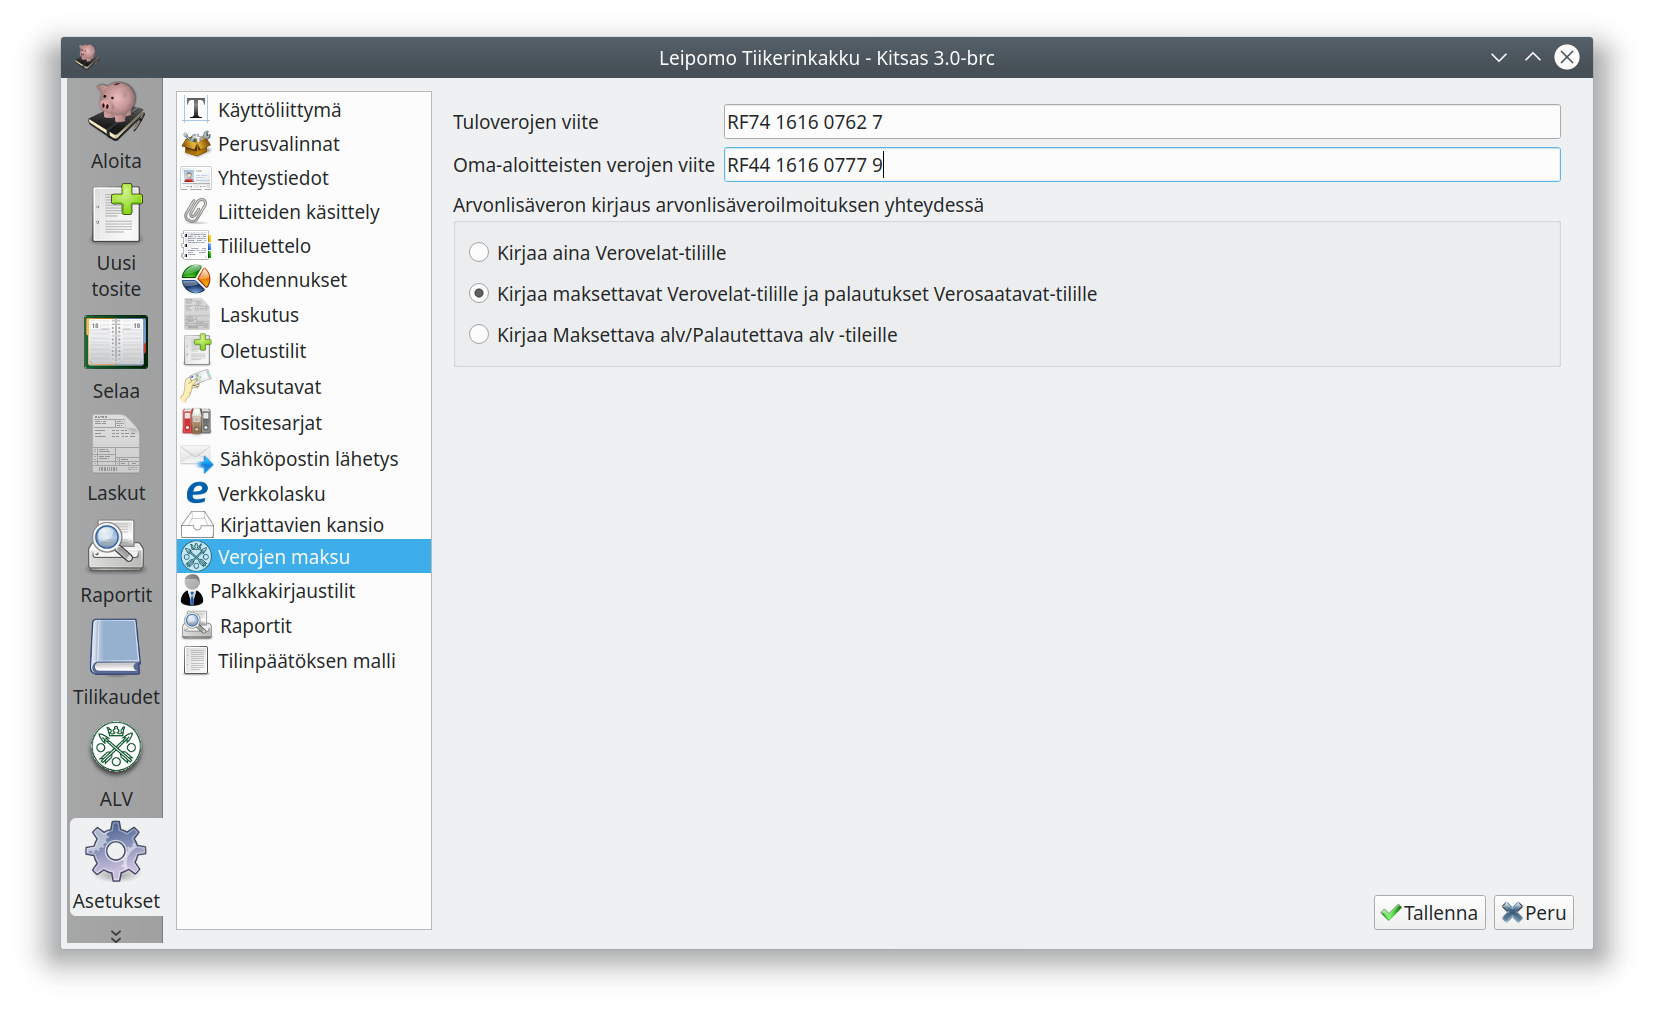 Leipomo Tiikerinkakku - Kitsas 3.0-brc
Aloita
Uusi
tosite
Selaa
Laskut
Raportit
Tilikaudet
ALV
Asetukset
Käyttöliittymä
Perusvalinnat
Yhteystiedot
Liitteiden käsittely
Tililuettelo
Kohdennukset
Laskutus
Oletustilit
Maksutavat
Tositesarjat
Sähköpostin lähetys
Verkkolasku
Kirjattavien kansio
Verojen maksu
Palkkakirjaustilit
Raportit
Tilinpäätöksen malli
Tuloverojen viite RF74 1616 0762 7
Oma-aloitteisten verojen viite RF44 1616 0777 9
Arvonlisäveron kirjaus arvonlisäveroilmoituksen yhteydessä
Kirjaa aina Verovelat-tilille
Kirjaa maksettavat Verovelat-tilille ja palautukset Verosaatavat-tilille
Kirjaa Maksettava alv/Palautettava alv -tileille
Tallenna Peru